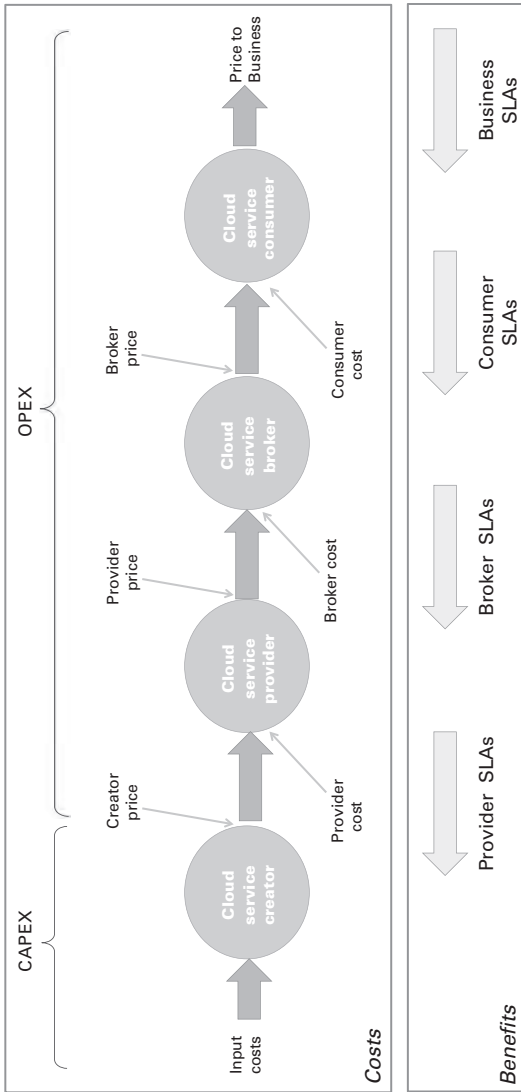 CAPEX
OPEX
Input
costs
Cloud
service
creator
Creator
price
Provider
cost
Cloud
service
provider
Provider
price
Broker cost
Cloud
service
broker
Broker
price
Consumer
cost
Cloud
service
consumer
Price to
Business
Costs
Provider SLAs
Broker SLAs
Consumer
SLAs
Business
SLAs
Benefits